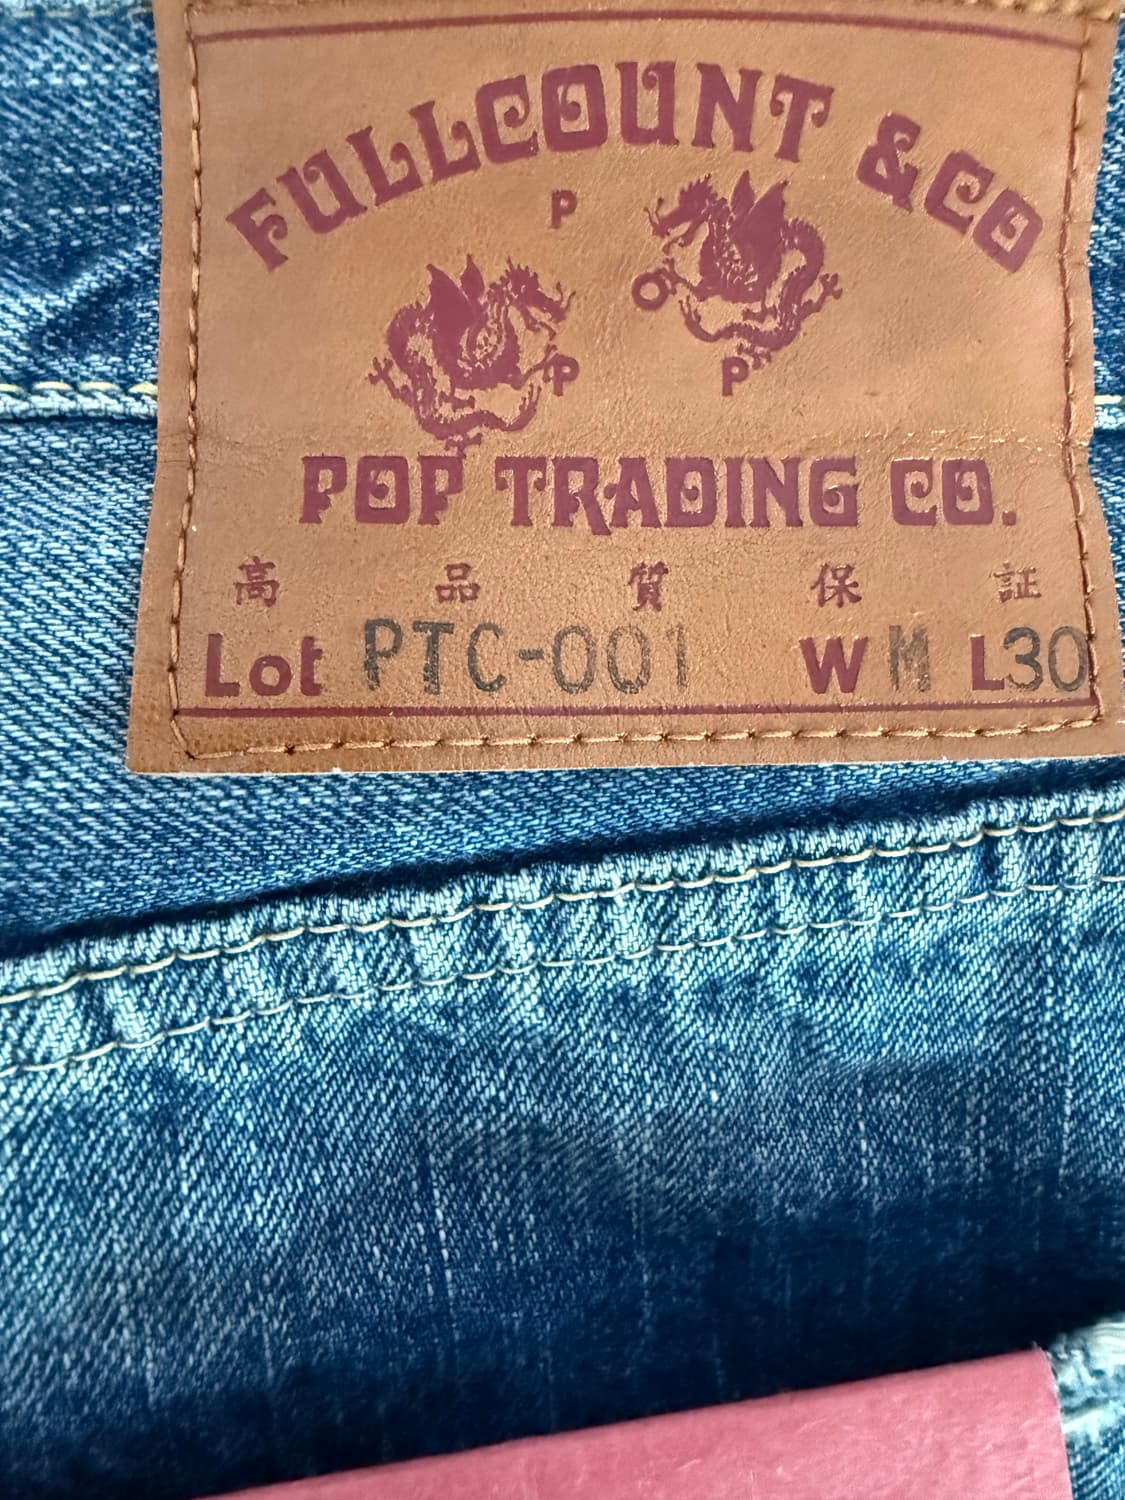 FULLCOUNT & CO
P
O
P
P
POP TRADING CO.
高品質保証
Lot PTC-001 W M L30